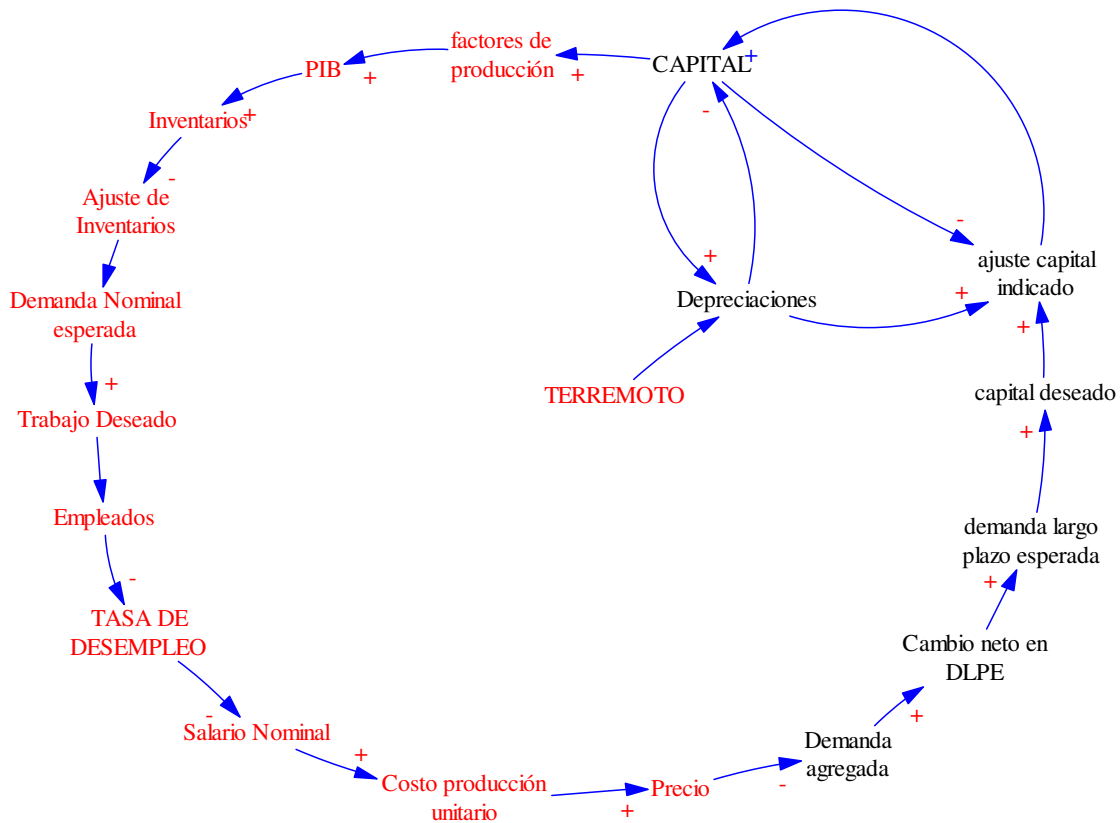 factores de
producción
+
CAPITAL
+
PIB
+
-
Inventarios
+
-
Ajuste de
Inventarios
-
ajuste capital
indicado
+
Depreciaciones
+
Demanda Nominal
esperada
+
+
TERREMOTO
capital deseado
Trabajo Deseado
+
Empleados
demanda largo
plazo esperada
-
+
TASA DE
DESEMPLEO
Cambio neto en
DLPE
-
+
Salario Nominal
+
Demanda
agregada
Costo producción
unitario
+
Precio
-